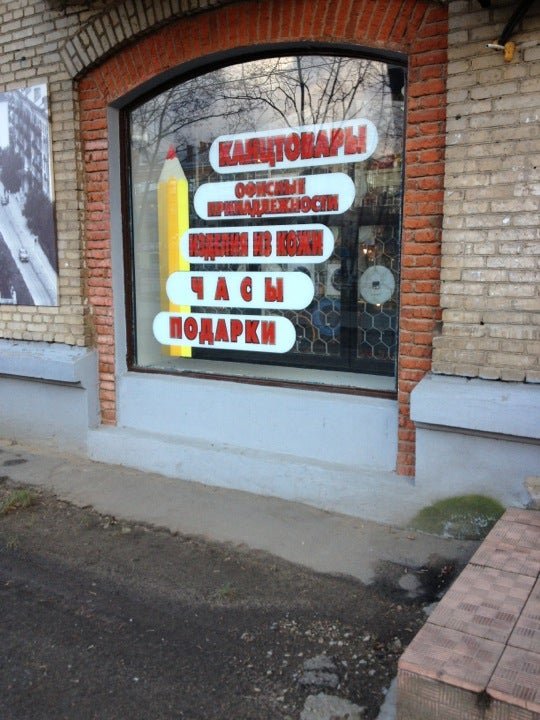 КАНЦТОВАРЫ
ОФИСНЫЕ
ПРИНАДЛЕЖНОСТИ
ИЗДЕЛИЯ ИЗ КОЖИ
ЧАСЫ
ПОДАРКИ